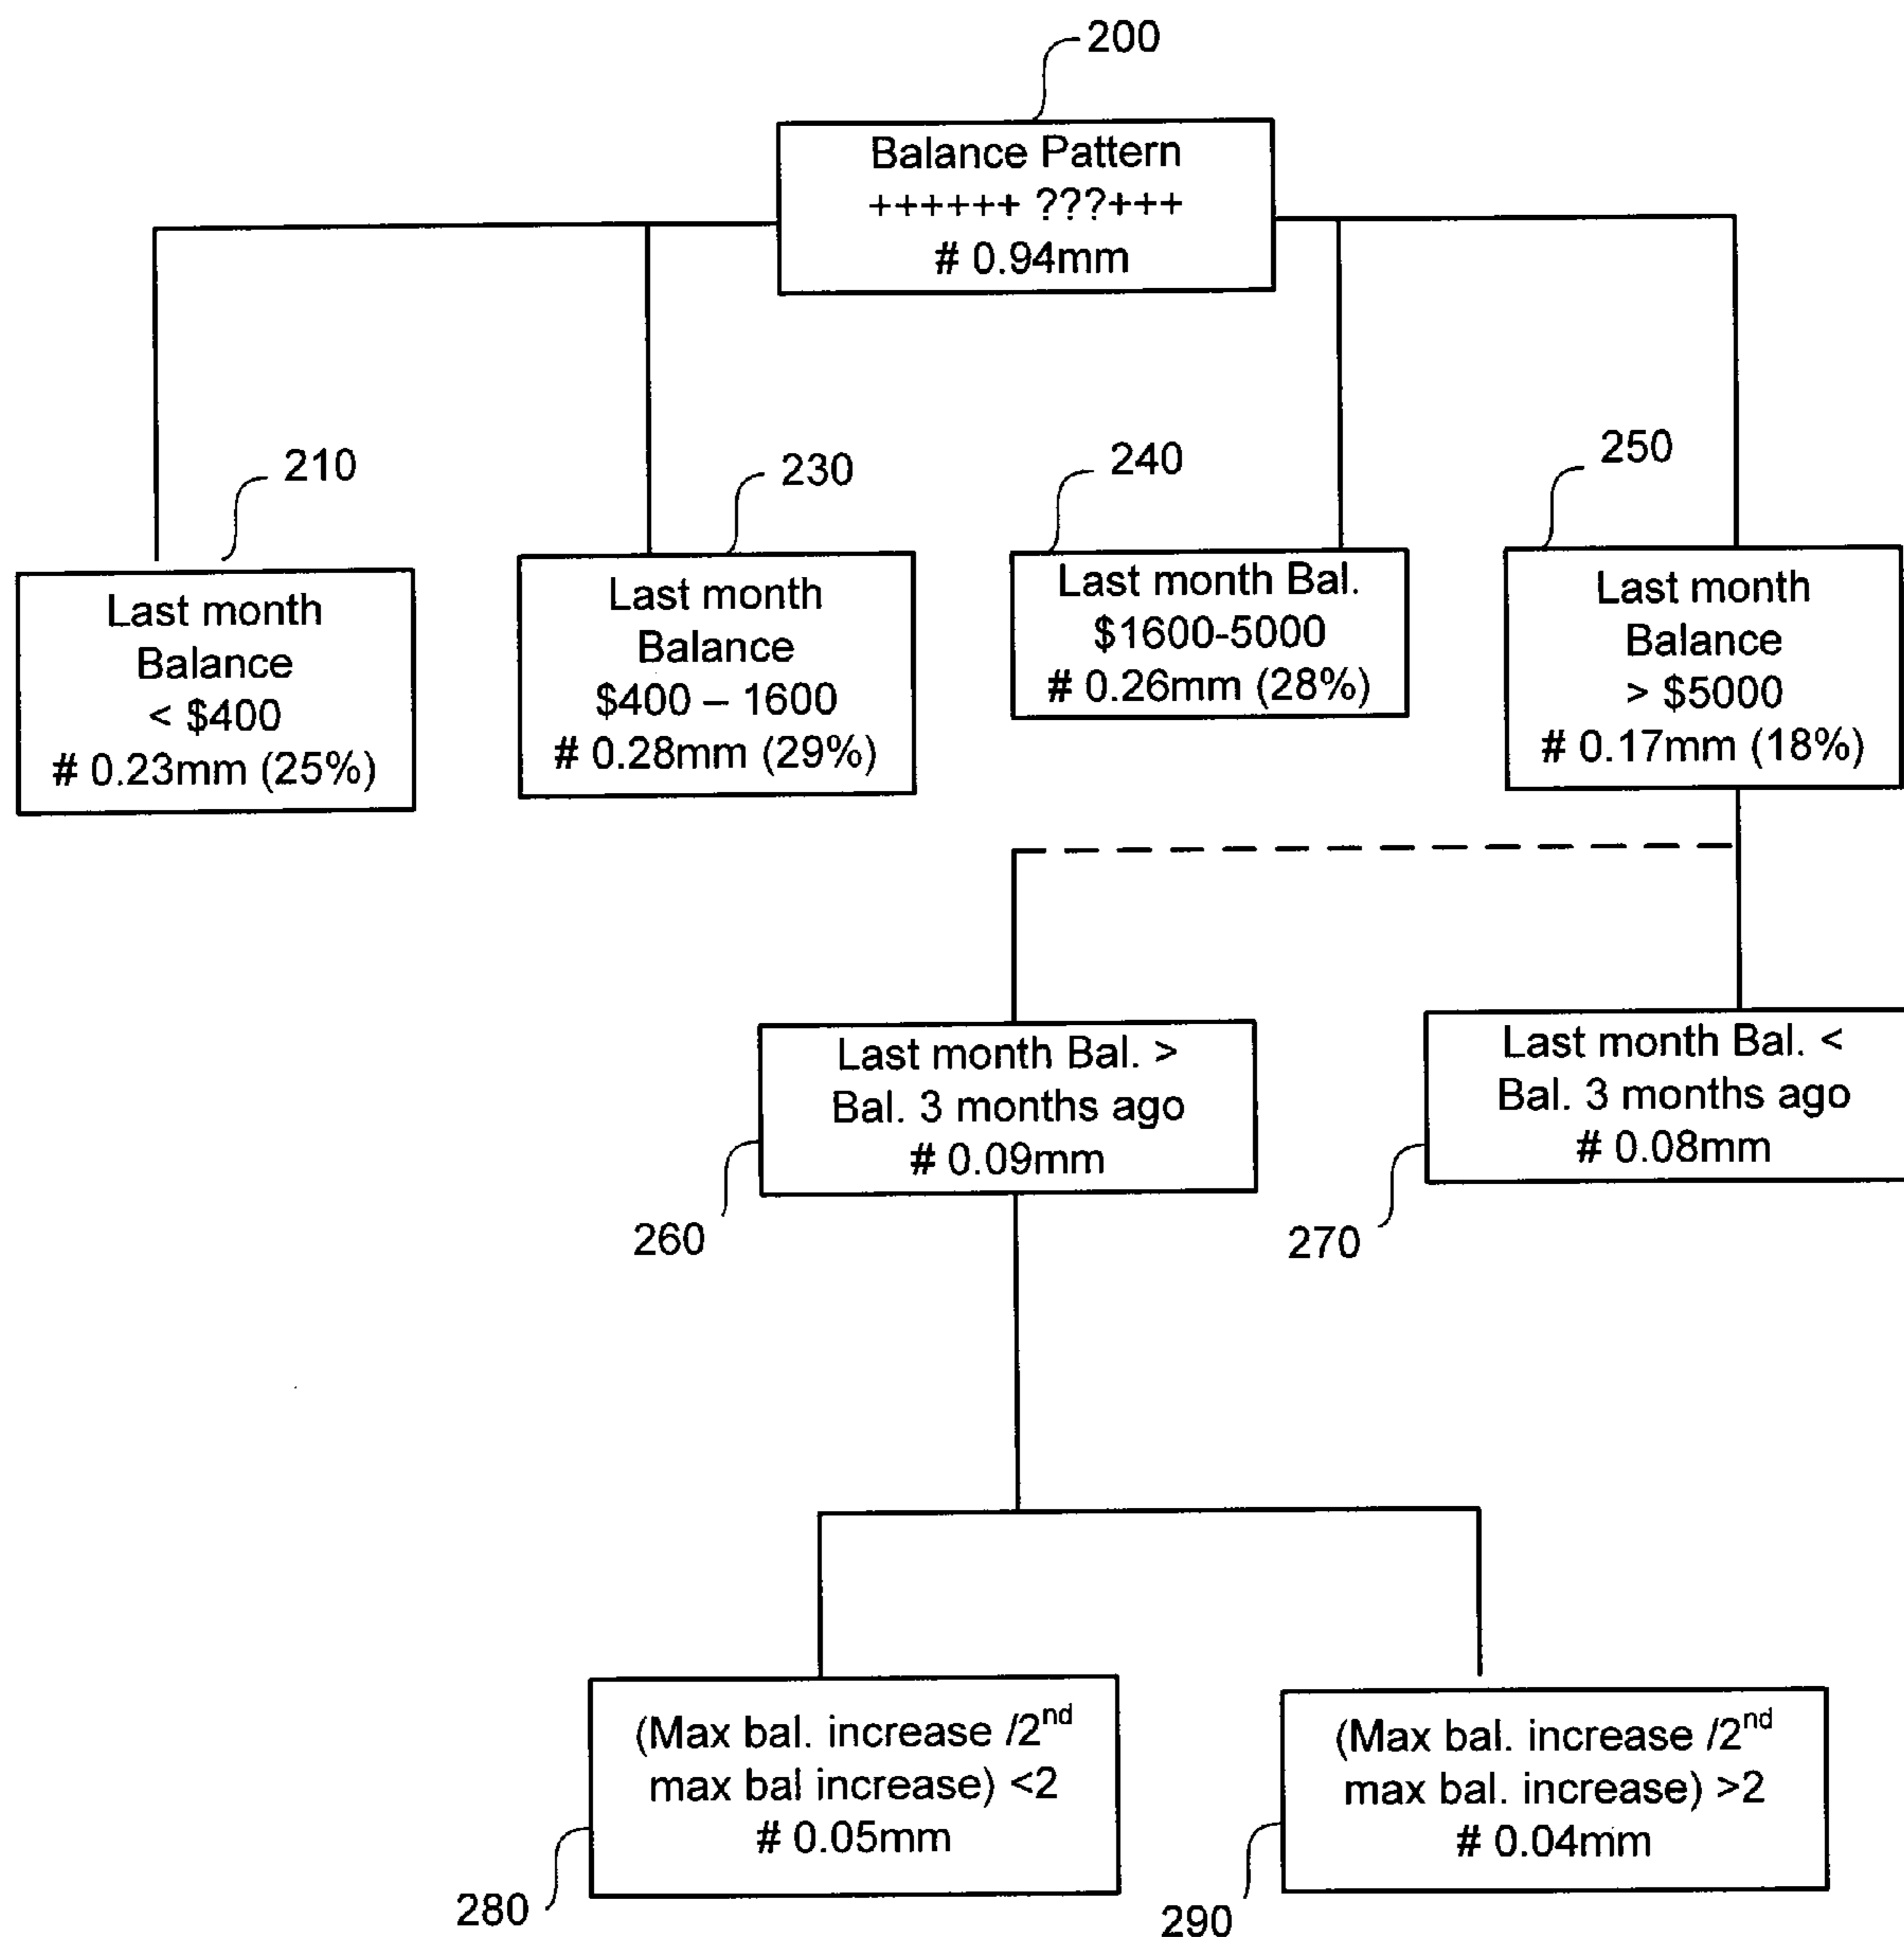 200
Balance Pattern
++++++ ???+++
# 0.94mm
210
230
240
250
Last month
Balance
< $400
# 0.23mm (25%)
Last month
Balance
$400 – 1600
# 0.28mm (29%)
Last month Bal.
$1600-5000
# 0.26mm (28%)
Last month
Balance
> $5000
# 0.17mm (18%)
Last month Bal. >
Bal. 3 months ago
# 0.09mm
260
Last month Bal. <
Bal. 3 months ago
# 0.08mm
270
(Max bal. increase /2nd
max bal increase) <2
# 0.05mm
280
(Max bal. increase /2nd
max bal. increase) >2
# 0.04mm
290